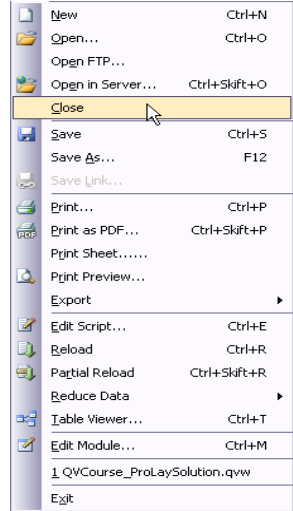 New Ctrl+N
Open... Ctrl+O
Open FTP...
Open in Server... Ctrl+Skift+O
Close
Save Ctrl+S
Save As... F12
Save Link...
Print... Ctrl+P
PDF Print as PDF... Ctrl+Skift+P
Print Sheet......
Print Preview...
Export
Edit Script... Ctrl+E
Reload Ctrl+R
Partial Reload Ctrl+Skift+R
Reduce Data
Table Viewer... Ctrl+T
Edit Module... Ctrl+M
1 QVCourse_ProLaySolution.qvw
Exit